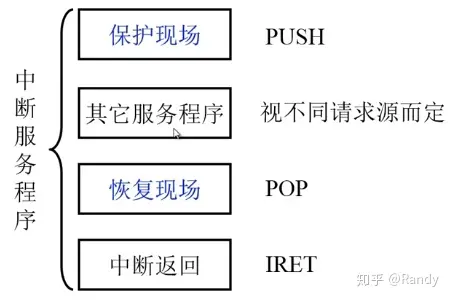 中断服务程序
保护现场 PUSH
其它服务程序 视不同请求源而定
恢复现场 POP
中断返回 IRET
知乎 @Randy